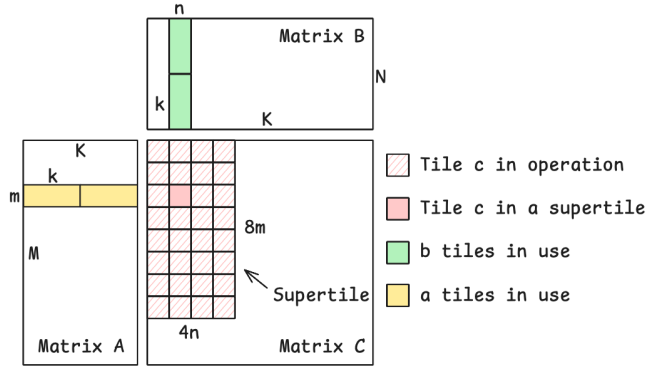 n
Matrix B
N
k
K
K
k
m
M
8m
Supertile
4n
Matrix A
Matrix C
Tile c in operation
Tile c in a supertile
b tiles in use
a tiles in use